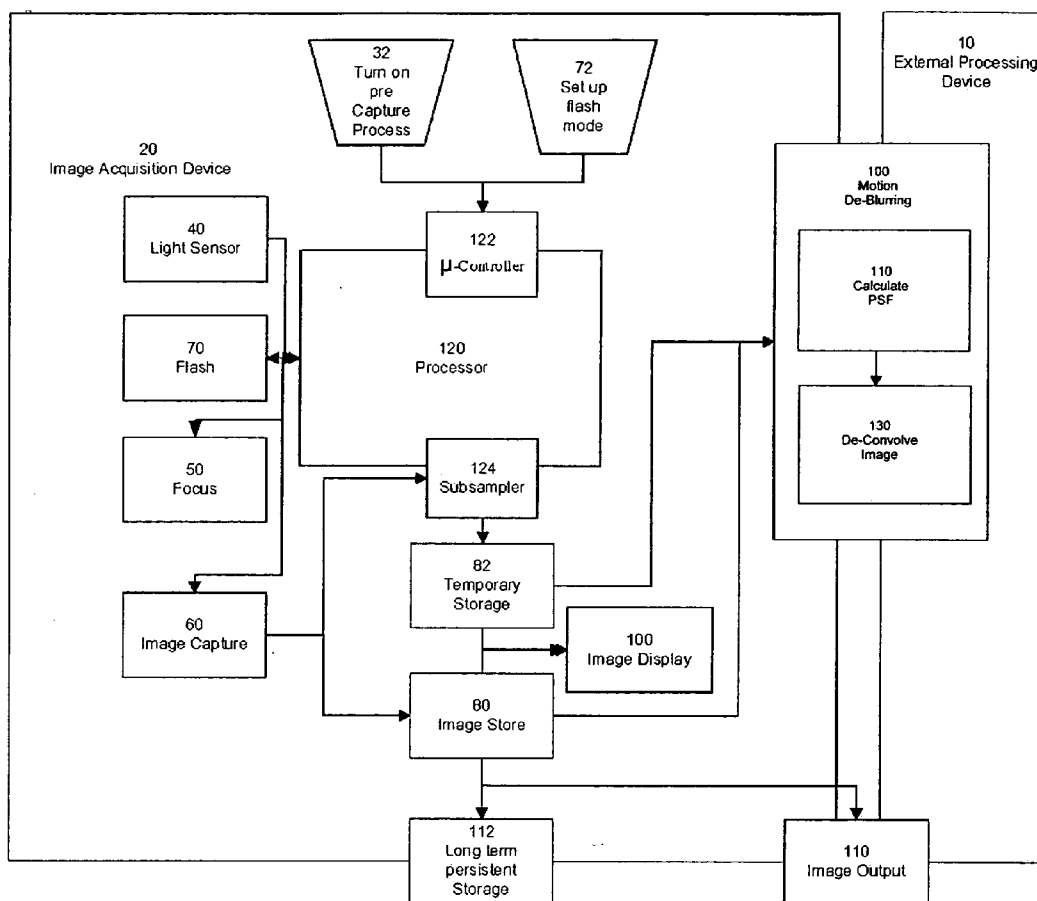 32
Turn on
pre
Capture
Process
72
Set up
flash
mode
10
External Processing
Device
20
Image Acquisition Device
40
Light Sensor
122
µ-Controller
100
Motion
De-Blurring
110
Calculate
PSF
70
Flash
120
Processor
130
De-Convolve
Image
50
Focus
124
Subsampler
82
Temporary
Storage
60
Image Capture
100
Image Display
80
Image Store
112
Long term
persistent
Storage
110
Image Output